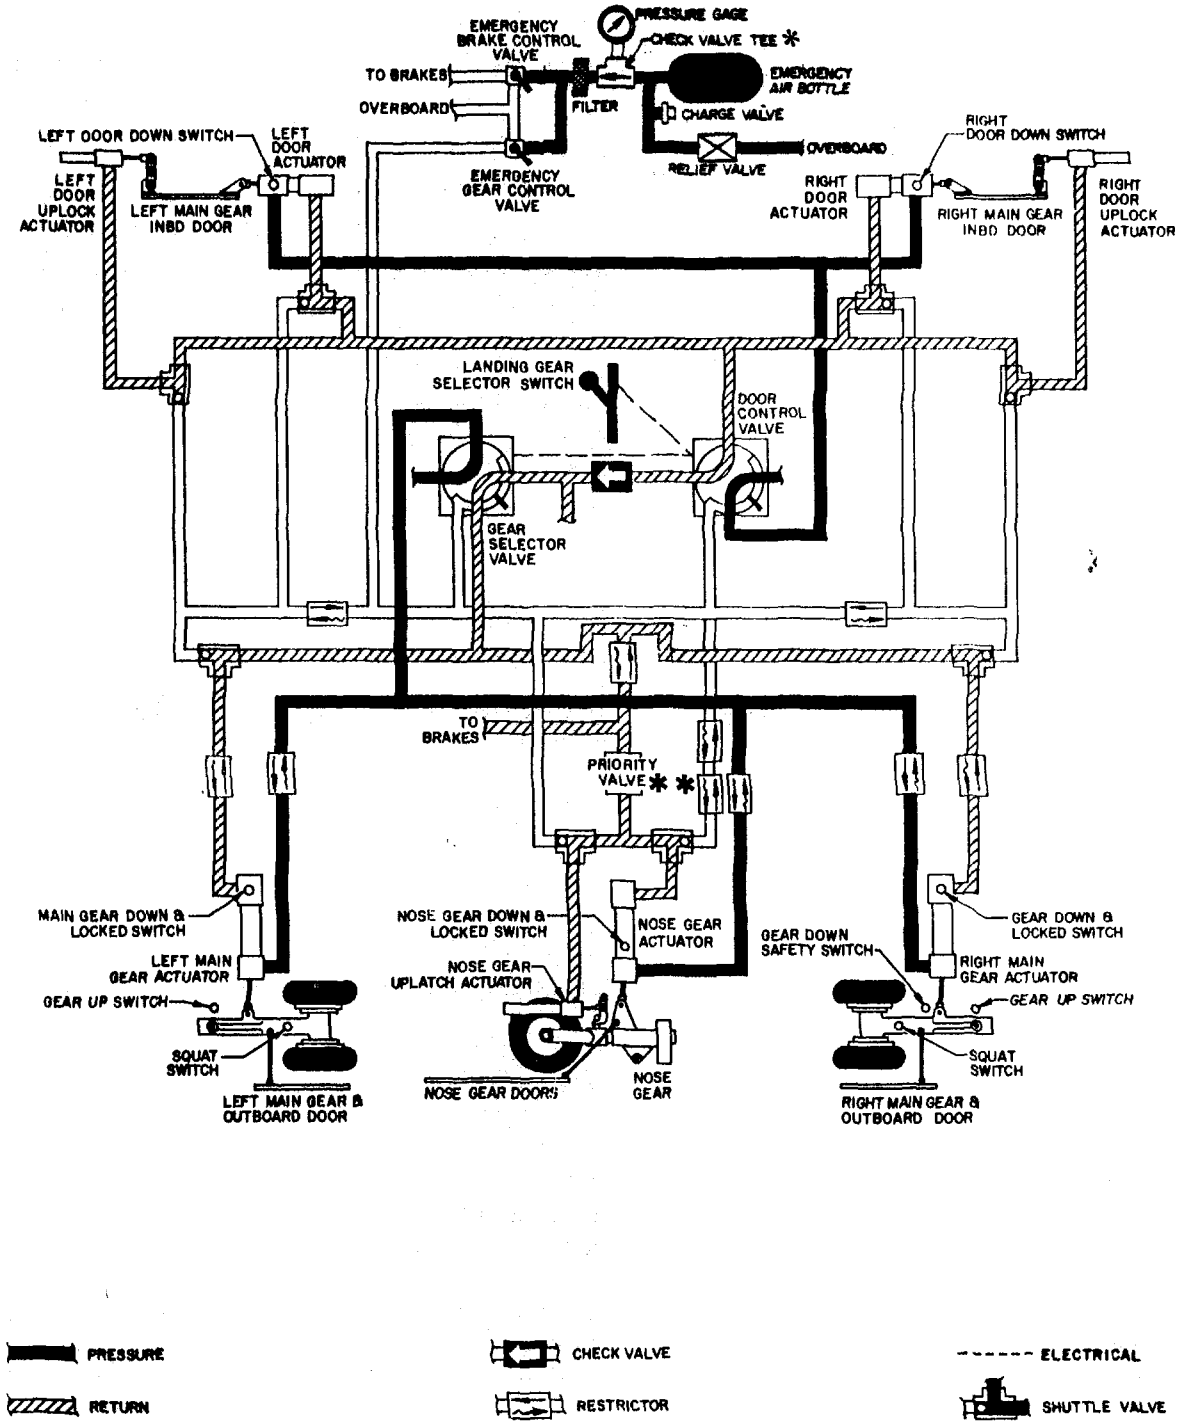 PRESSURE GAGE
EMERGENCY
BRAKE CONTROL
VALVE
CHECK VALVE TEE *
TO BRAKES
EMERGENCY
AIR BOTTLE
OVERBOARD
FILTER
CHARGE VALVE
LEFT DOOR DOWN SWITCH
LEFT
DOOR
ACTUATOR
RIGHT
DOOR DOWN SWITCH
OVERBOARD
RELIEF VALVE
EMERGENCY
GEAR CONTROL
VALVE
LEFT
DOOR
UPLOCK
ACTUATOR
LEFT MAIN GEAR
INBD DOOR
RIGHT
DOOR
ACTUATOR
RIGHT MAIN GEAR
INBD DOOR
RIGHT
DOOR
UPLOCK
ACTUATOR
LANDING GEAR
SELECTOR SWITCH
DOOR
CONTROL
VALVE
GEAR
SELECTOR
VALVE
TO
BRAKES
PRIORITY
VALVE * *
MAIN GEAR DOWN &
LOCKED SWITCH
NOSE GEAR DOWN &
LOCKED SWITCH
NOSE GEAR
ACTUATOR
GEAR DOWN
SAFETY SWITCH
GEAR DOWN &
LOCKED SWITCH
LEFT MAIN
GEAR ACTUATOR
NOSE GEAR
UPLATCH ACTUATOR
RIGHT MAIN
GEAR ACTUATOR
GEAR UP SWITCH
GEAR UP SWITCH
SQUAT
SWITCH
SQUAT
SWITCH
NOSE GEAR DOORS
NOSE
GEAR
LEFT MAIN GEAR &
OUTBOARD DOOR
RIGHT MAIN GEAR &
OUTBOARD DOOR
PRESSURE
CHECK VALVE
ELECTRICAL
RETURN
RESTRICTOR
SHUTTLE VALVE